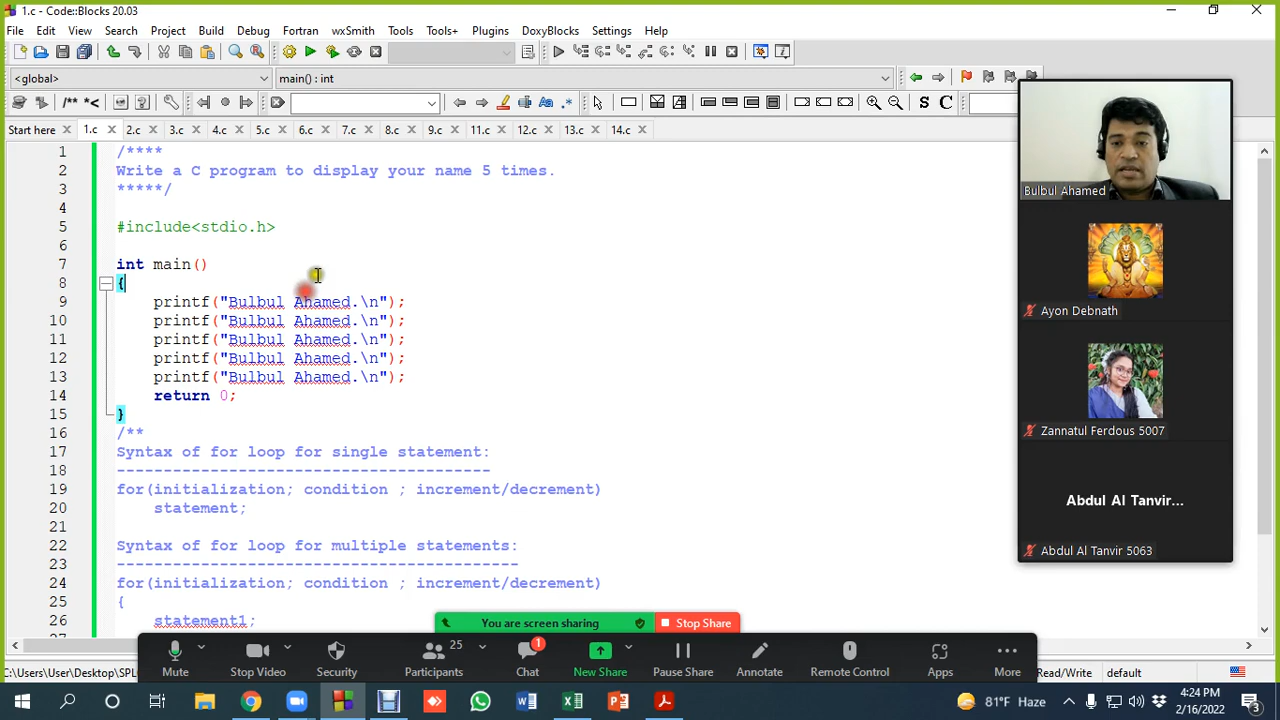 1.c - Code::Blocks 20.03
File Edit View Search Project Build Debug Fortran wxSmith Tools Tools+ Plugins DoxyBlocks Settings Help
<global> main() : int
/** *<
S C
Start here 1.c 2.c 3.c 4.c 5.c 6.c 7.c 8.c 9.c 11.c 12.c 13.c 14.c
1 /****
2 Write a C program to display your name 5 times.
3 *****/
4
5 #include<stdio.h>
6
7 int main()
8 {
9 printf("Bulbul Ahamed.\n");
10 printf("Bulbul Ahamed.\n");
11 printf("Bulbul Ahamed.\n");
12 printf("Bulbul Ahamed.\n");
13 printf("Bulbul Ahamed.\n");
14 return 0;
15 }
16 /**
17 Syntax of for loop for single statement:
18 ----------------------------------------
19 for(initialization; condition ; increment/decrement)
20 statement;
21
22 Syntax of for loop for multiple statements:
23 -------------------------------------------
24 for(initialization; condition ; increment/decrement)
25 {
26 statement1;
27
Bulbul Ahamed
Ayon Debnath
Zannatul Ferdous 5007
Abdul Al Tanvir...
Abdul Al Tanvir 5063
You are screen sharing Stop Share
Mute Stop Video Security Participants 25 Chat 1 New Share Pause Share Annotate Remote Control Apps More
C:\Users\User\Desktop\SPL Read/Write default
81°F Haze 4:24 PM
2/16/2022 3